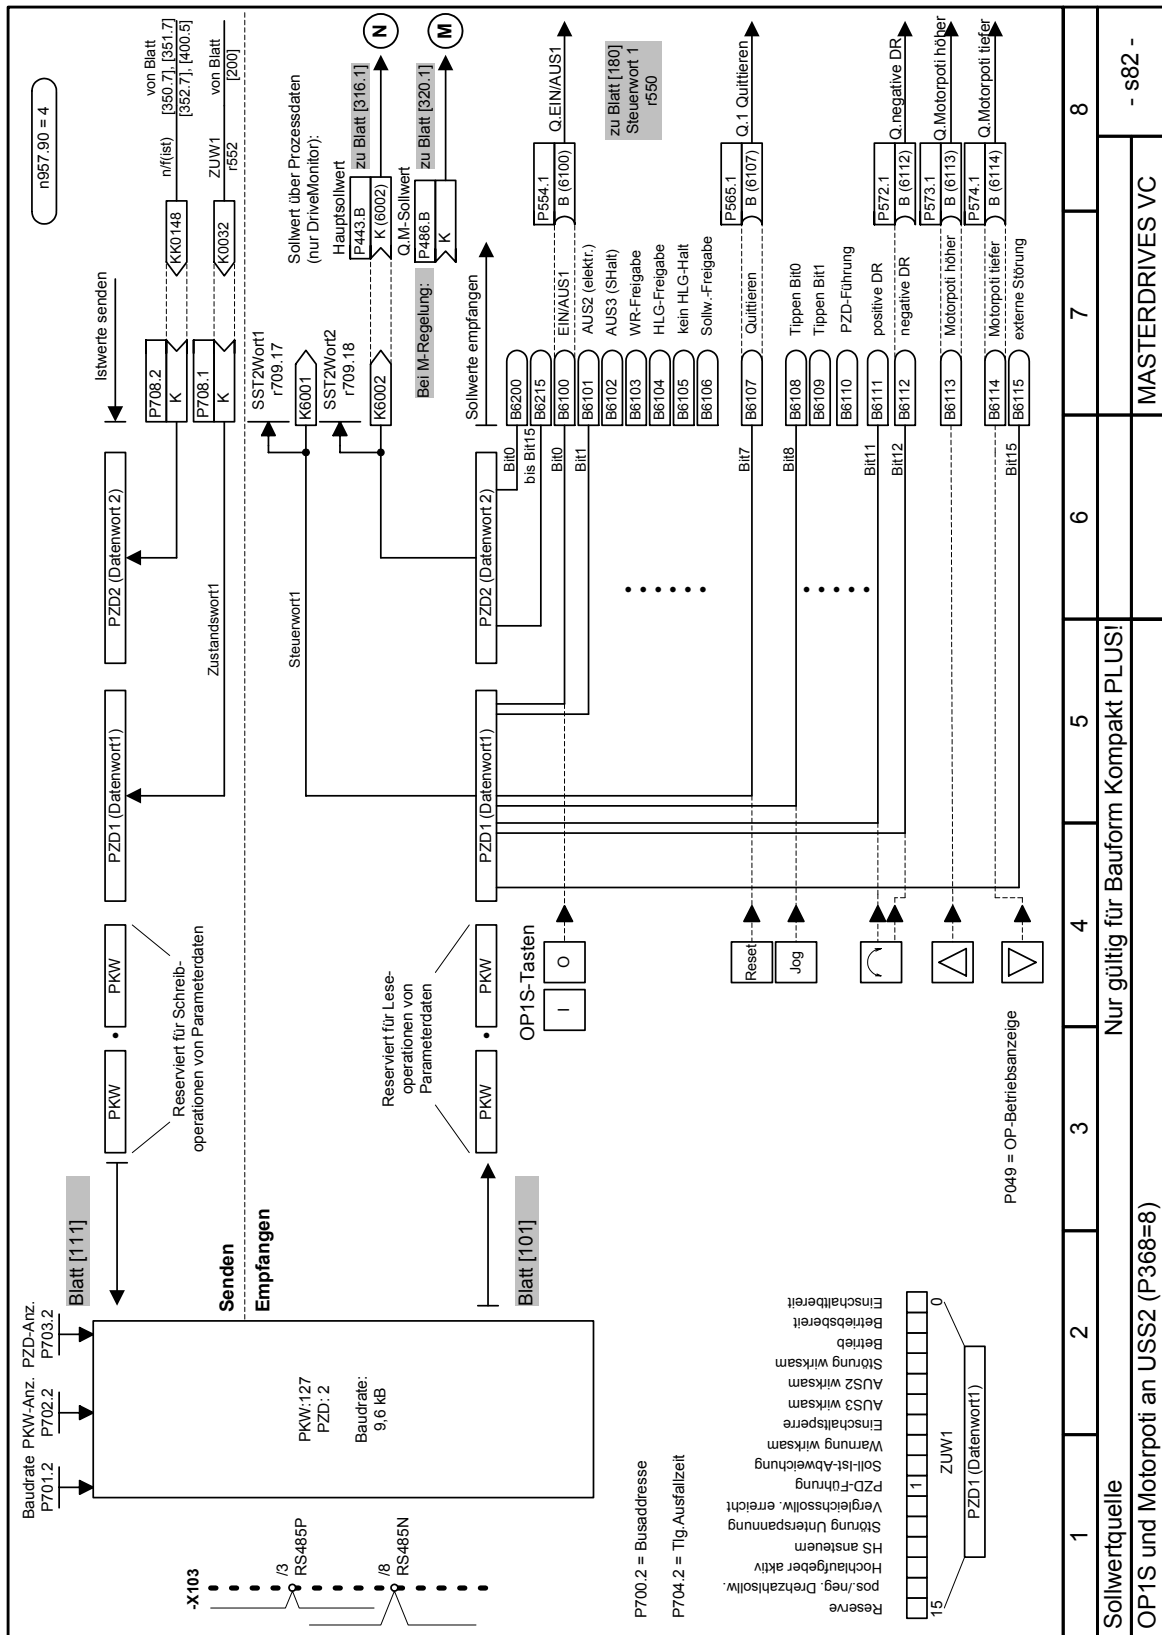 n957.90 = 4
Baudrate
P701.2
PKW-Anz.
P702.2
PZD-Anz.
P703.2
Blatt [111]
PKW
PKW
PZD1 (Datenwort1)
PZD2 (Datenwort 2)
Istwerte senden
Reserviert für Schreib-
operationen von Parameterdaten
P708.2
K
KK0148
n/f(ist)
von Blatt
[350.7], [351.7]
[352.7], [400.5]
P708.1
K
K0032
ZUW1
r552
von Blatt
[200]
Zustandswort1
Senden
Empfangen
-X103
/3
RS485P
/8
RS485N
PKW:127
PZD: 2
Baudrate:
9,6 kB
Steuerwort1
SST2Wort1
r709.17
K6001
SST2Wort2
r709.18
K6002
Sollwert über Prozessdaten
(nur DriveMonitor):
Hauptsollwert
P443.B
K (6002)
zu Blatt [316.1]
N
Bei M-Regelung:
Q.M-Sollwert
P486.B
K
zu Blatt [320.1]
M
Reserviert für Lese-
operationen von
Parameterdaten
Blatt [101]
PKW
PKW
PZD1 (Datenwort1)
PZD2 (Datenwort 2)
Sollwerte empfangen
Bit0
B6200
bis Bit15
B6215
OP1S-Tasten
I
O
Bit0
B6100
EIN/AUS1
P554.1
B (6100)
Q.EIN/AUS1
Bit1
B6101
AUS2 (elektr.)
B6102
AUS3 (SHalt)
B6103
WR-Freigabe
B6104
HLG-Freigabe
B6105
kein HLG-Halt
B6106
Sollw.-Freigabe
zu Blatt [180]
Steuerwort 1
r550
Reset
Bit7
B6107
Quittieren
P565.1
B (6107)
Q.1 Quittieren
Jog
Bit8
B6108
Tippen Bit0
B6109
Tippen Bit1
B6110
PZD-Führung
Bit11
B6111
positive DR
Bit12
B6112
negative DR
P572.1
B (6112)
Q.negative DR
B6113
Motorpoti höher
P573.1
B (6113)
Q.Motorpoti höher
B6114
Motorpoti tiefer
P574.1
B (6114)
Q.Motorpoti tiefer
Bit15
B6115
externe Störung
P049 = OP-Betriebsanzeige
P700.2 = Busaddresse
P704.2 = Tlg.Ausfallzeit
Einschaltbereit
Betriebsbereit
Betrieb
Störung wirksam
AUS2 wirksam
AUS3 wirksam
Einschaltsperre
Warnung wirksam
Soll-Ist-Abweichung
PZD-Führung
Vergleichssollw. erreicht
Störung Unterspannung
HS ansteuern
Hochlaufgeber aktiv
pos./neg. Drehzahlsollw.
Reserve
1
15
ZUW1
0
PZD1 (Datenwort1)
1
2
3
4
5
6
7
8
Sollwertquelle
Nur gültig für Bauform Kompakt PLUS!
OP1S und Motorpoti an USS2 (P368=8)
MASTERDRIVES VC
- s82 -